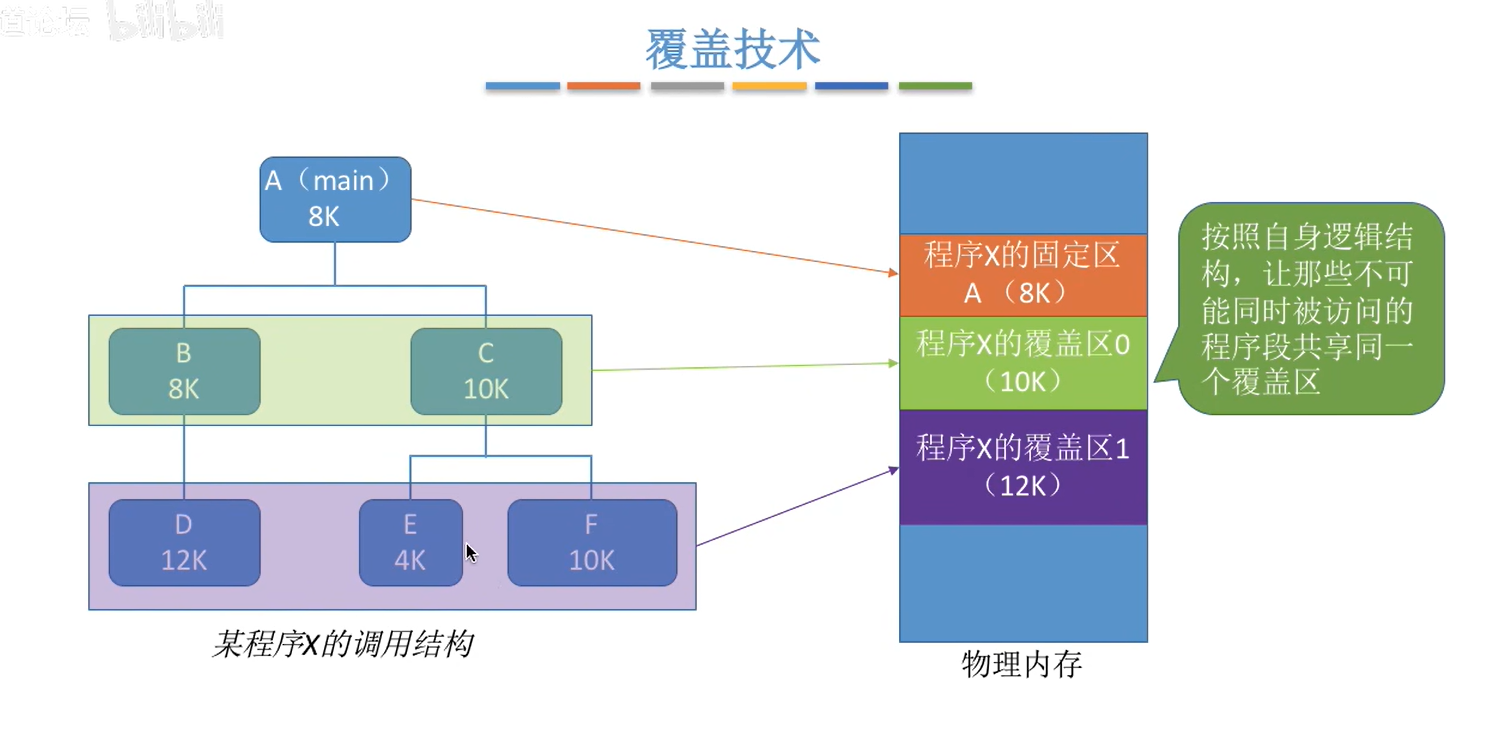 bilibili
覆盖技术
A（main）
8K
B
8K
C
10K
D
12K
E
4K
F
10K
某程序X的调用结构
程序X的固定区
A （8K）
程序X的覆盖区0
（10K）
程序X的覆盖区1
（12K）
物理内存
按照自身逻辑结
构，让那些不可
能同时被访问的
程序段共享同一
个覆盖区